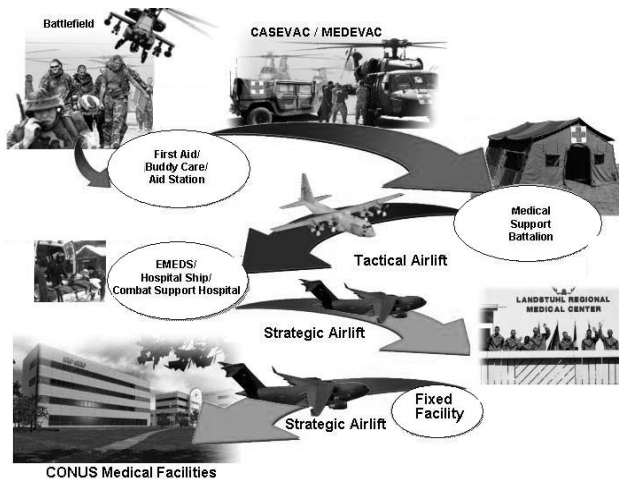 Battlefield
CASEVAC / MEDEVAC
First Aid/
Buddy Care/
Aid Station
Medical
Support
Battalion
Tactical Airlift
EMEDS/
Hospital Ship/
Combat Support Hospital
LANDSTUHL REGIONAL
MEDICAL CENTER
Strategic Airlift
Fixed
Facility
Strategic Airlift
CONUS Medical Facilities